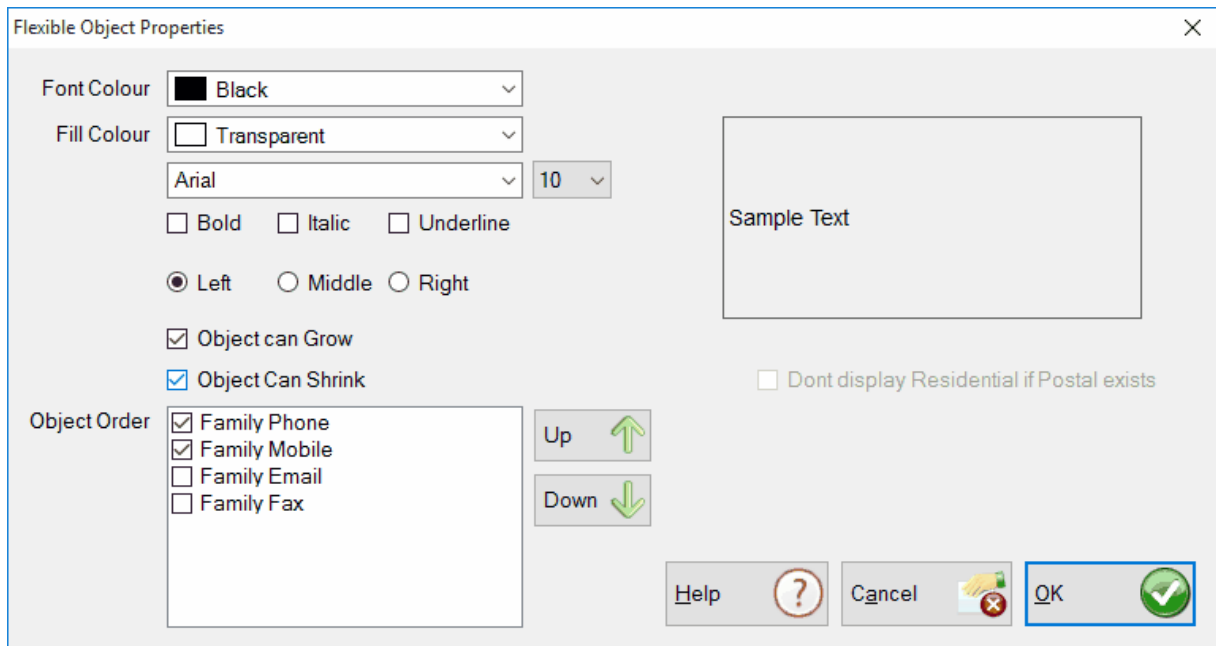 Flexible Object Properties
Font Colour Black
Fill Colour Transparent
Arial 10
Bold Italic Underline
Sample Text
Left Middle Right
Object can Grow
Object Can Shrink
Dont display Residential if Postal exists
Object Order
Family Phone
Family Mobile
Family Email
Family Fax
Up
Down
Help ? Cancel OK